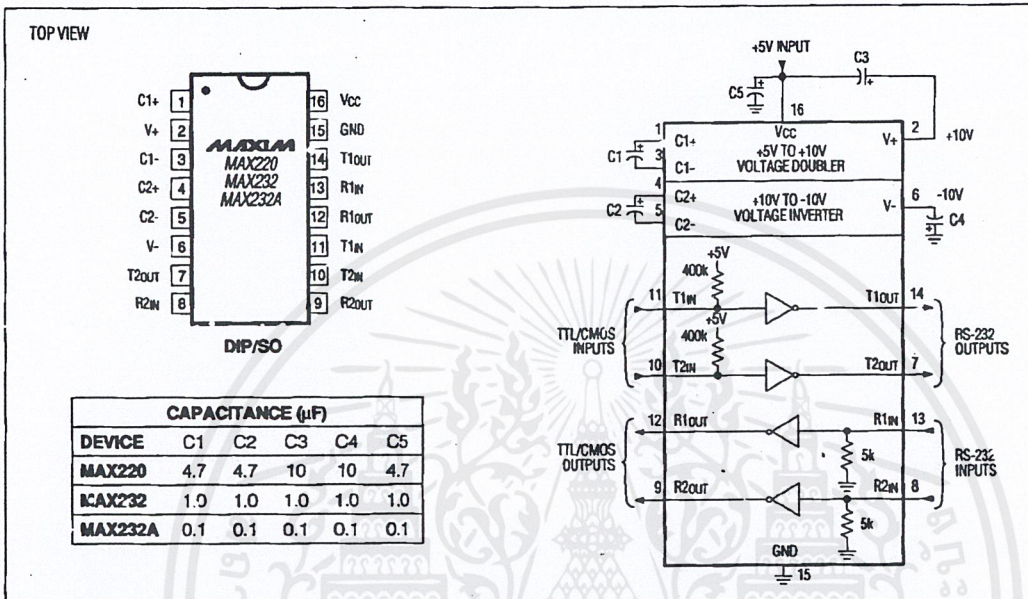 TOP VIEW
C1+ 1
V+ 2
C1- 3
C2+ 4
C2- 5
V- 6
T2OUT 7
R2IN 8
MAXIM
MAX220
MAX232
MAX232A
16 VCC
15 GND
14 T1OUT
13 R1IN
12 R1OUT
11 T1IN
10 T2IN
9 R2OUT
DIP/SO
CAPACITANCE (µF)
DEVICE C1 C2 C3 C4 C5
MAX220 4.7 4.7 10 10 4.7
MAX232 1.0 1.0 1.0 1.0 1.0
MAX232A 0.1 0.1 0.1 0.1 0.1
+5V INPUT
C3
C5
16
VCC
1 C1+
C1
3 C1-
+5V TO +10V
VOLTAGE DOUBLER
V+ 2 +10V
4 C2+
C2
5 C2-
+10V TO -10V
VOLTAGE INVERTER
V- 6 -10V
C4
+5V
400k
11 T1IN
T1OUT 14
+5V
400k
TTL/CMOS
INPUTS
RS-232
OUTPUTS
10 T2IN
T2OUT 7
12 R1OUT
R1IN 13
5k
TTL/CMOS
OUTPUTS
RS-232
INPUTS
9 R2OUT
R2IN 8
5k
GND
15